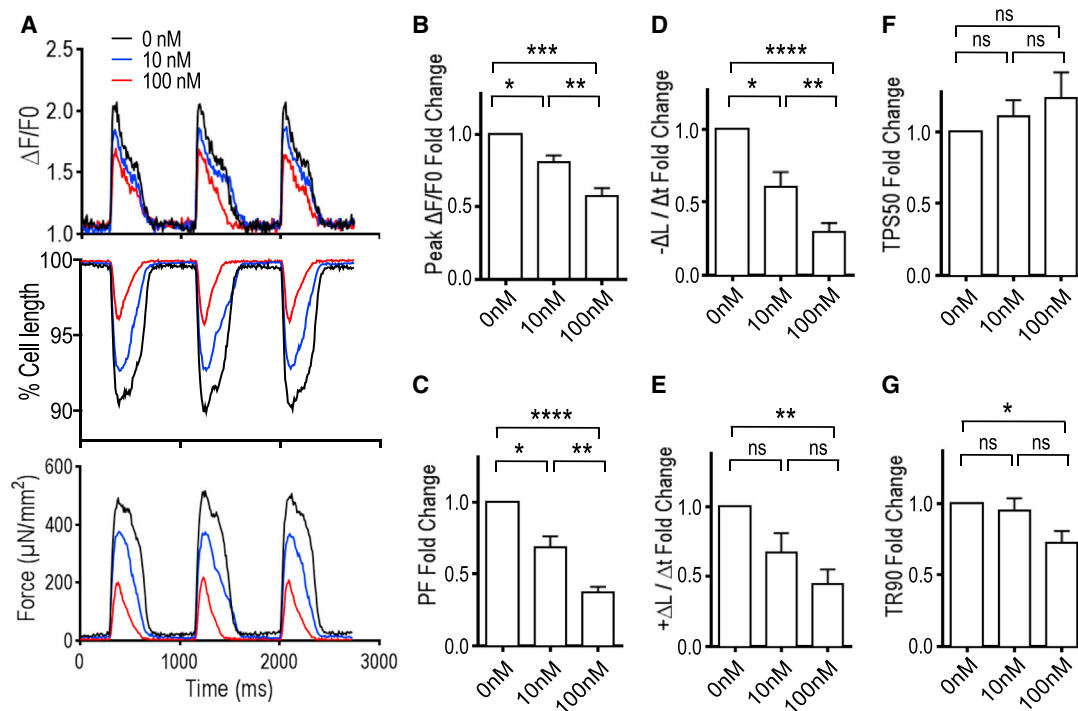 A
0 nM
10 nM
100 nM
ΔF/F0
2.5
2.0
1.5
1.0
% Cell length
100
95
90
Force (µN/mm²)
600
400
200
0
0 1000 2000 3000
Time (ms)
B
***
* **
Peak ΔF/F0 Fold Change
1.0
0.5
0.0
0nM 10nM 100nM
C
****
* **
PF Fold Change
1.0
0.5
0.0
0nM 10nM 100nM
D
****
* **
-ΔL / Δt Fold Change
1.0
0.5
0.0
0nM 10nM 100nM
E
**
ns ns
+ΔL / Δt Fold Change
1.0
0.5
0.0
0nM 10nM 100nM
F
ns
ns ns
TPS50 Fold Change
1.0
0.5
0.0
0nM 10nM 100nM
G
*
ns ns
TR90 Fold Change
1.0
0.5
0.0
0nM 10nM 100nM